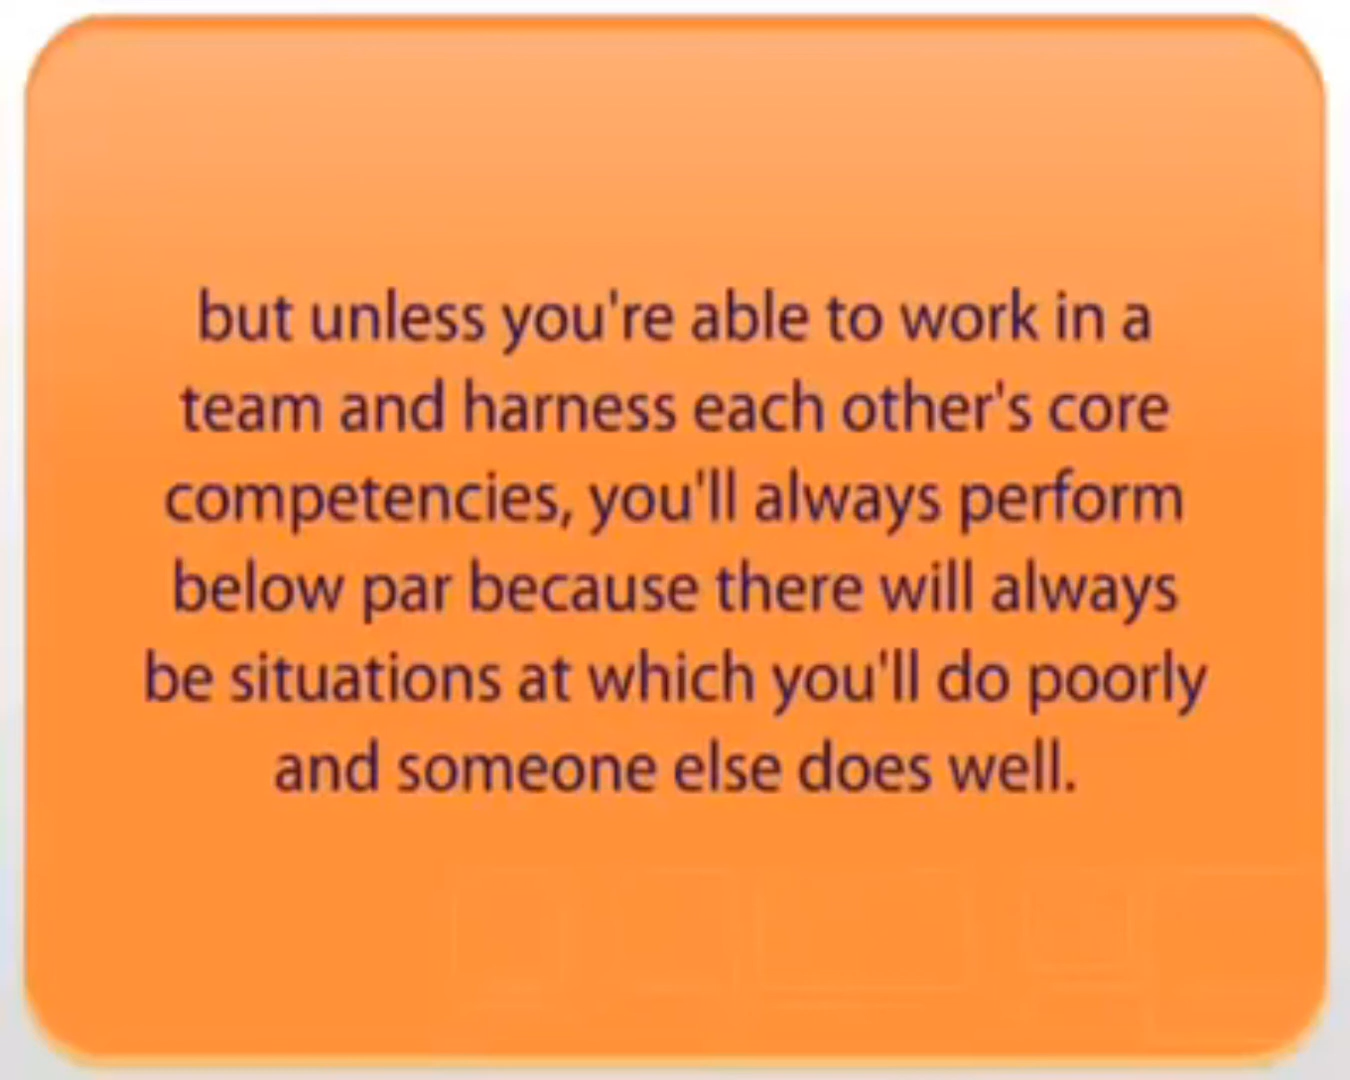 but unless you're able to work in a
team and harness each other's core
competencies, you'll always perform
below par because there will always
be situations at which you'll do poorly
and someone else does well.